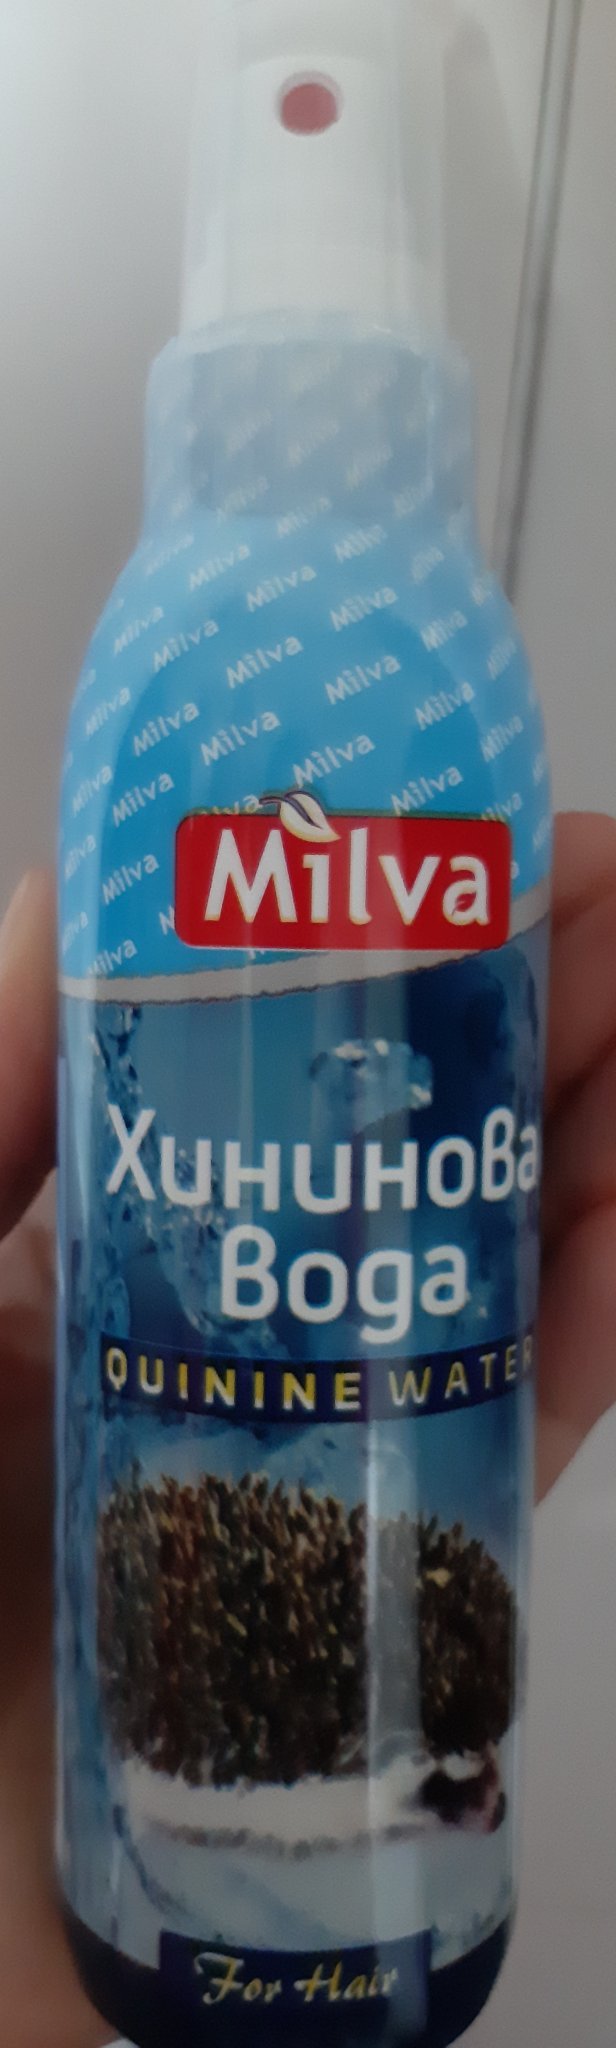 Milva
Хининова
вода
QUININE WATER
For Hair